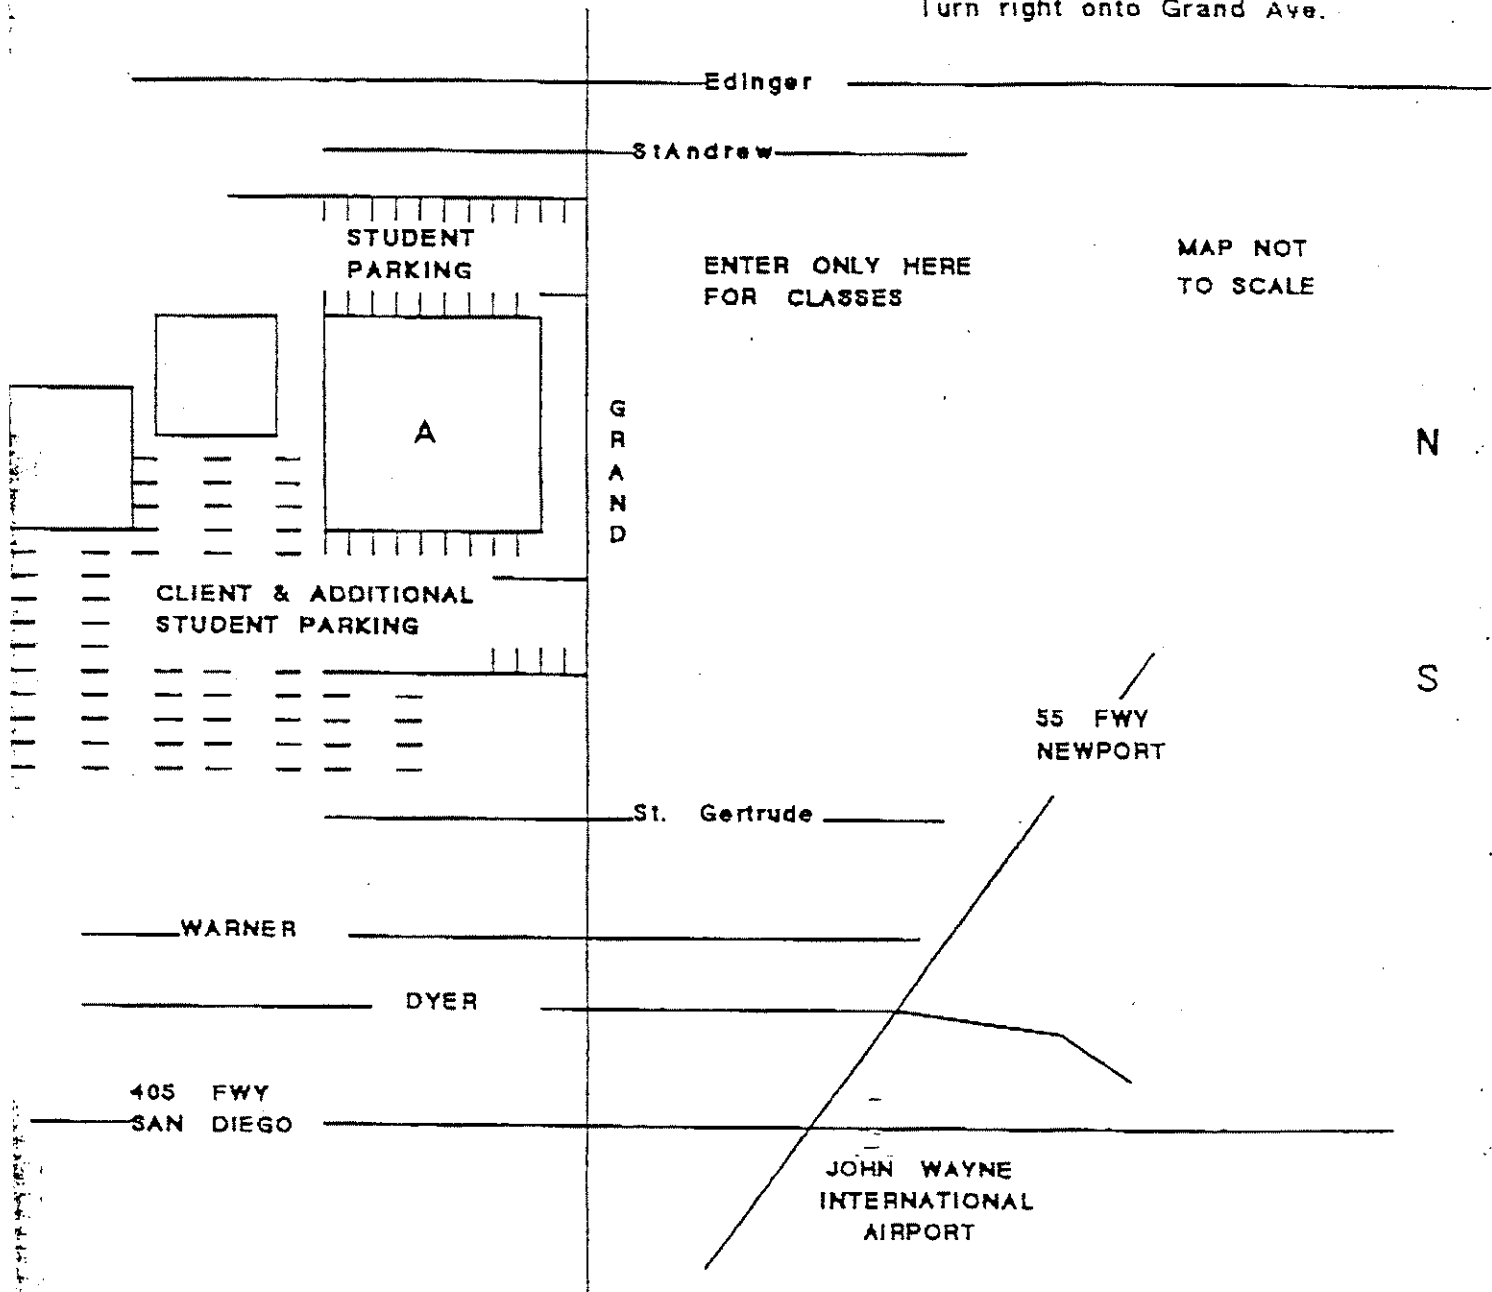 Turn right onto Grand Ave.
Edinger
StAndrew
STUDENT
PARKING
ENTER ONLY HERE
FOR CLASSES
MAP NOT
TO SCALE
A
GRAND
N
CLIENT & ADDITIONAL
STUDENT PARKING
S
55 FWY
NEWPORT
St. Gertrude
WARNER
DYER
405 FWY
SAN DIEGO
JOHN WAYNE
INTERNATIONAL
AIRPORT